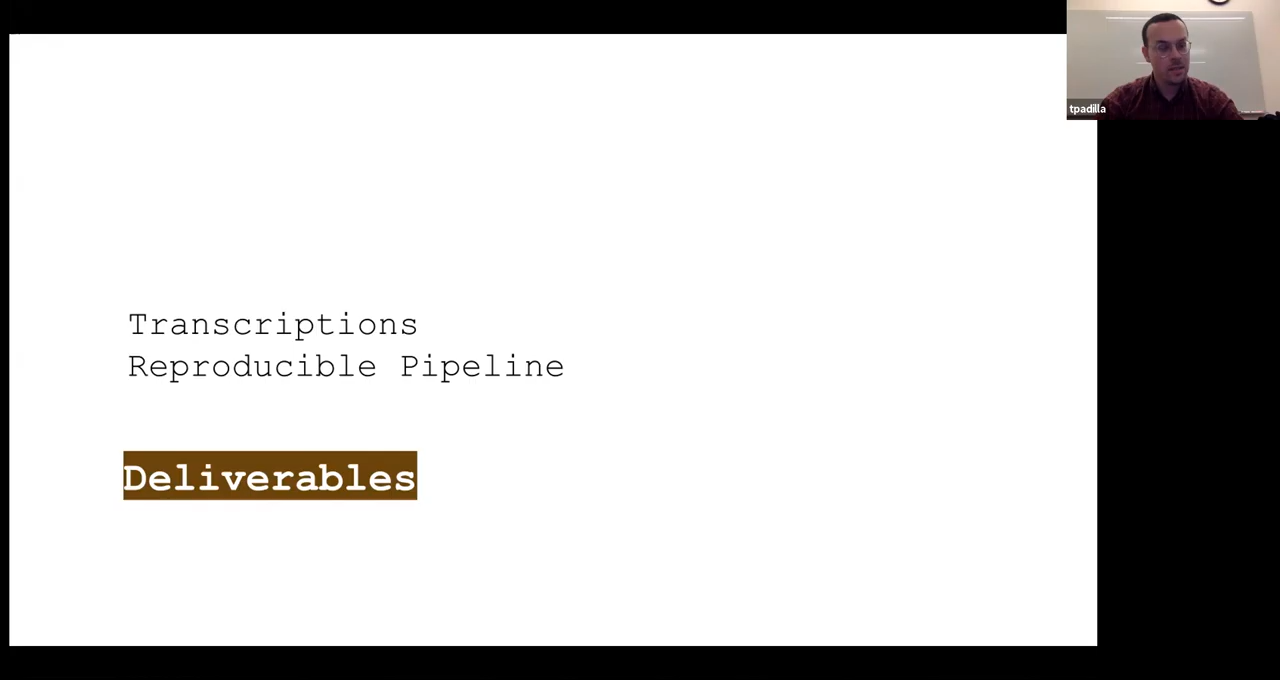 tpadilla
Transcriptions
Reproducible Pipeline
Deliverables